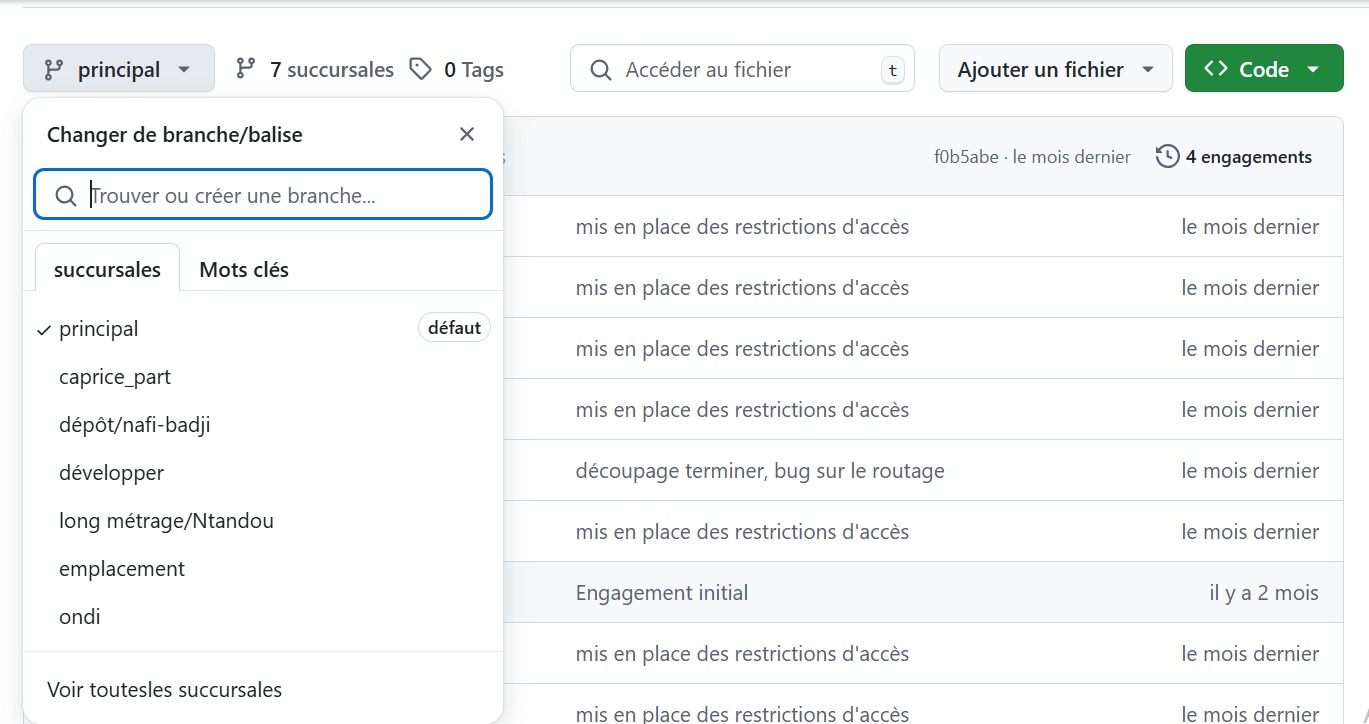 principal
7 succursales
0 Tags
Accéder au fichier
t
Ajouter un fichier
Code
Changer de branche/balise
Trouver ou créer une branche...
succursales
Mots clés
principal
défaut
caprice_part
dépôt/nafi-badji
développer
long métrage/Ntandou
emplacement
ondi
Voir toutesles succursales
f0b5abe · le mois dernier
4 engagements
mis en place des restrictions d'accès le mois dernier
mis en place des restrictions d'accès le mois dernier
mis en place des restrictions d'accès le mois dernier
mis en place des restrictions d'accès le mois dernier
découpage terminer, bug sur le routage le mois dernier
mis en place des restrictions d'accès le mois dernier
Engagement initial il y a 2 mois
mis en place des restrictions d'accès le mois dernier
mis en place des restrictions d'accès le mois dernier